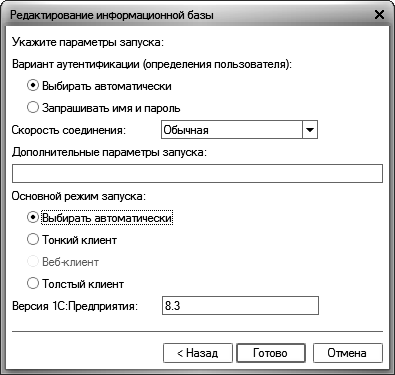 Редактирование информационной базы
Укажите параметры запуска:
Вариант аутентификации (определения пользователя):
Выбирать автоматически
Запрашивать имя и пароль
Скорость соединения: Обычная
Дополнительные параметры запуска:
Основной режим запуска:
Выбирать автоматически
Тонкий клиент
Веб-клиент
Толстый клиент
Версия 1С:Предприятия: 8.3
< Назад Готово Отмена